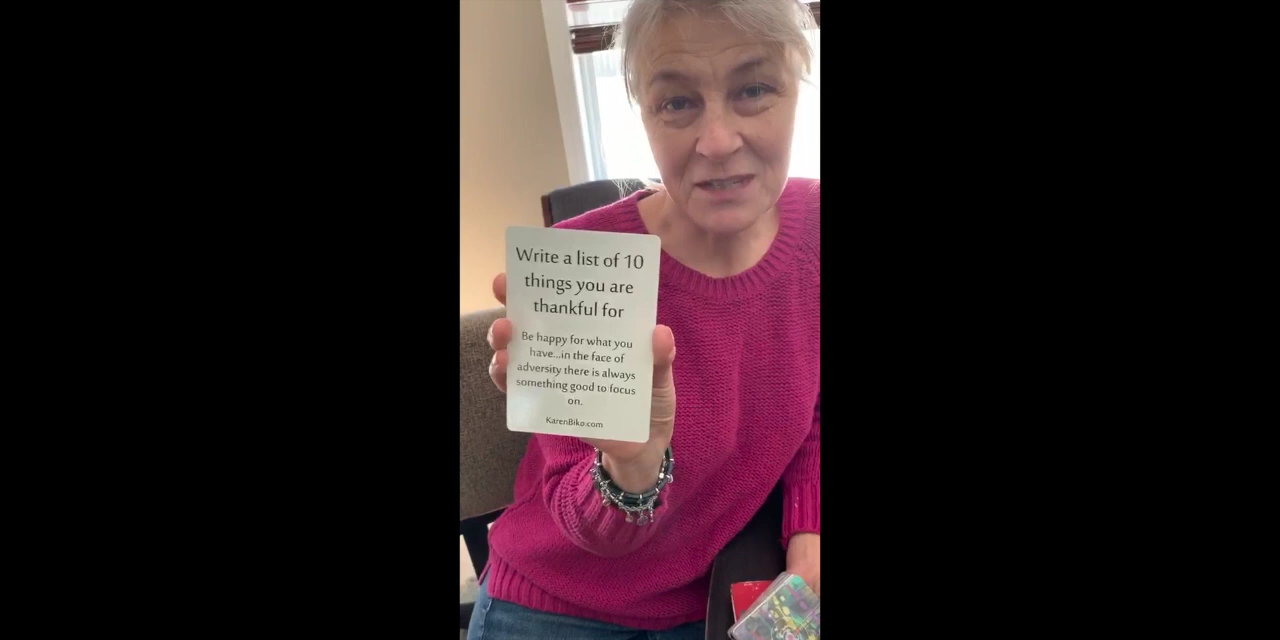 Write a list of 10
things you are
thankful for
Be happy for what you
have...in the face of
adversity there is always
something good to focus
on.
KarenBiko.com